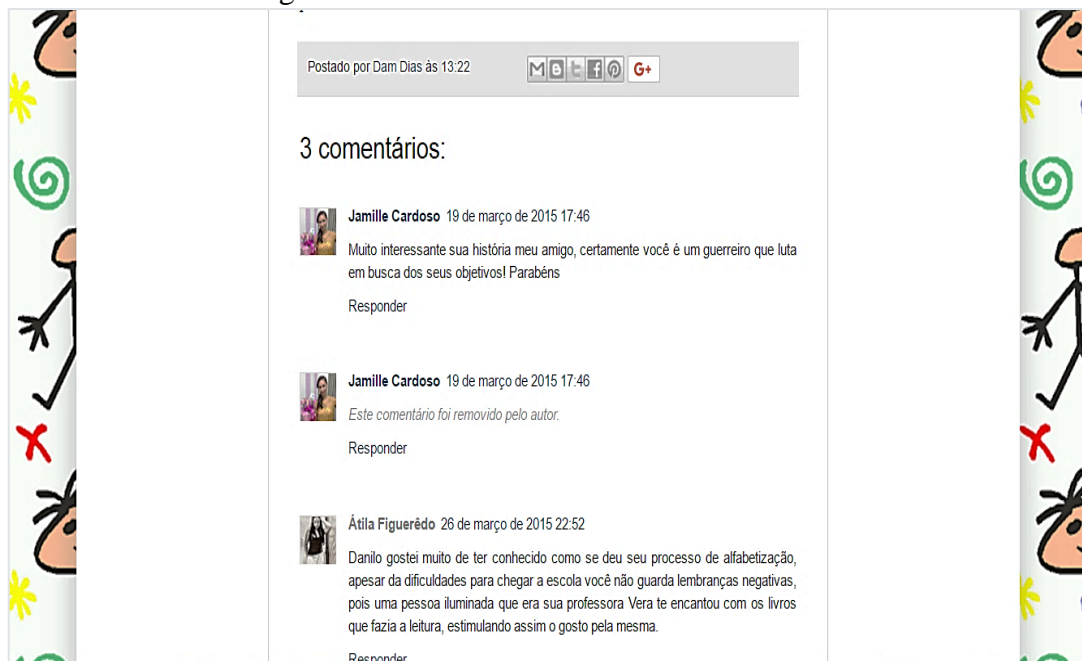 Postado por Dam Dias às 13:22
G+
3 comentários:
Jamille Cardoso 19 de março de 2015 17:46
Muito interessante sua história meu amigo, certamente você é um guerreiro que luta
em busca dos seus objetivos! Parabéns
Responder
Jamille Cardoso 19 de março de 2015 17:46
Este comentário foi removido pelo autor.
Responder
Átila Figuerêdo 26 de março de 2015 22:52
Danilo gostei muito de ter conhecido como se deu seu processo de alfabetização,
apesar da dificuldades para chegar a escola você não guarda lembranças negativas,
pois uma pessoa iluminada que era sua professora Vera te encantou com os livros
que fazia a leitura, estimulando assim o gosto pela mesma.
Responder